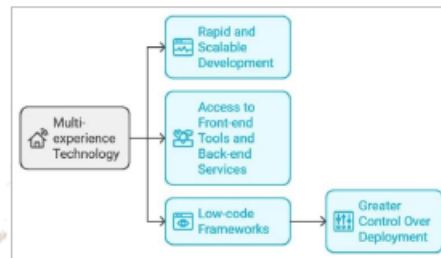 Rapid and
Scalable
Development
Multi-
experience
Technology
Access to
Front-end
Tools and
Back-end
Services
Low-code
Frameworks
Greater
Control Over
Deployment